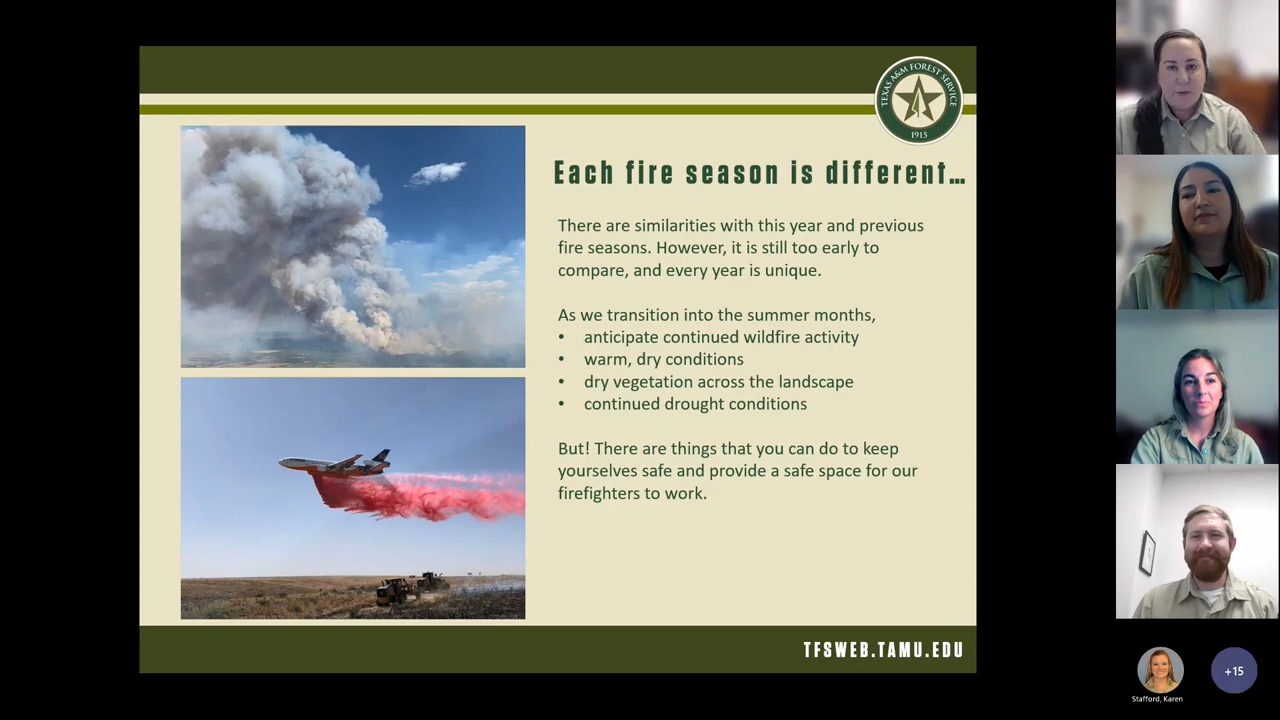 TEXAS A&M FOREST SERVICE
1915
Each fire season is different…
There are similarities with this year and previous
fire seasons. However, it is still too early to
compare, and every year is unique.
As we transition into the summer months,
• anticipate continued wildfire activity
• warm, dry conditions
• dry vegetation across the landscape
• continued drought conditions
But! There are things that you can do to keep
yourselves safe and provide a safe space for our
firefighters to work.
TFSWEB.TAMU.EDU
+15
Stafford, Karen